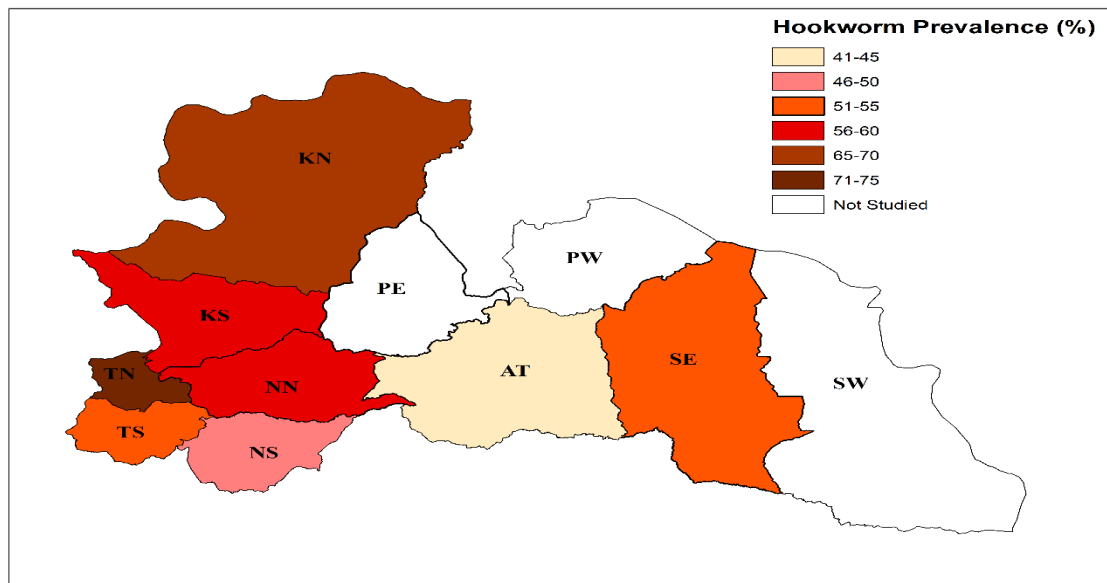 Hookworm Prevalence (%)
41-45
46-50
51-55
56-60
65-70
71-75
Not Studied
KN
PW
PE
KS
SE
AT
TN
NN
SW
TS
NS